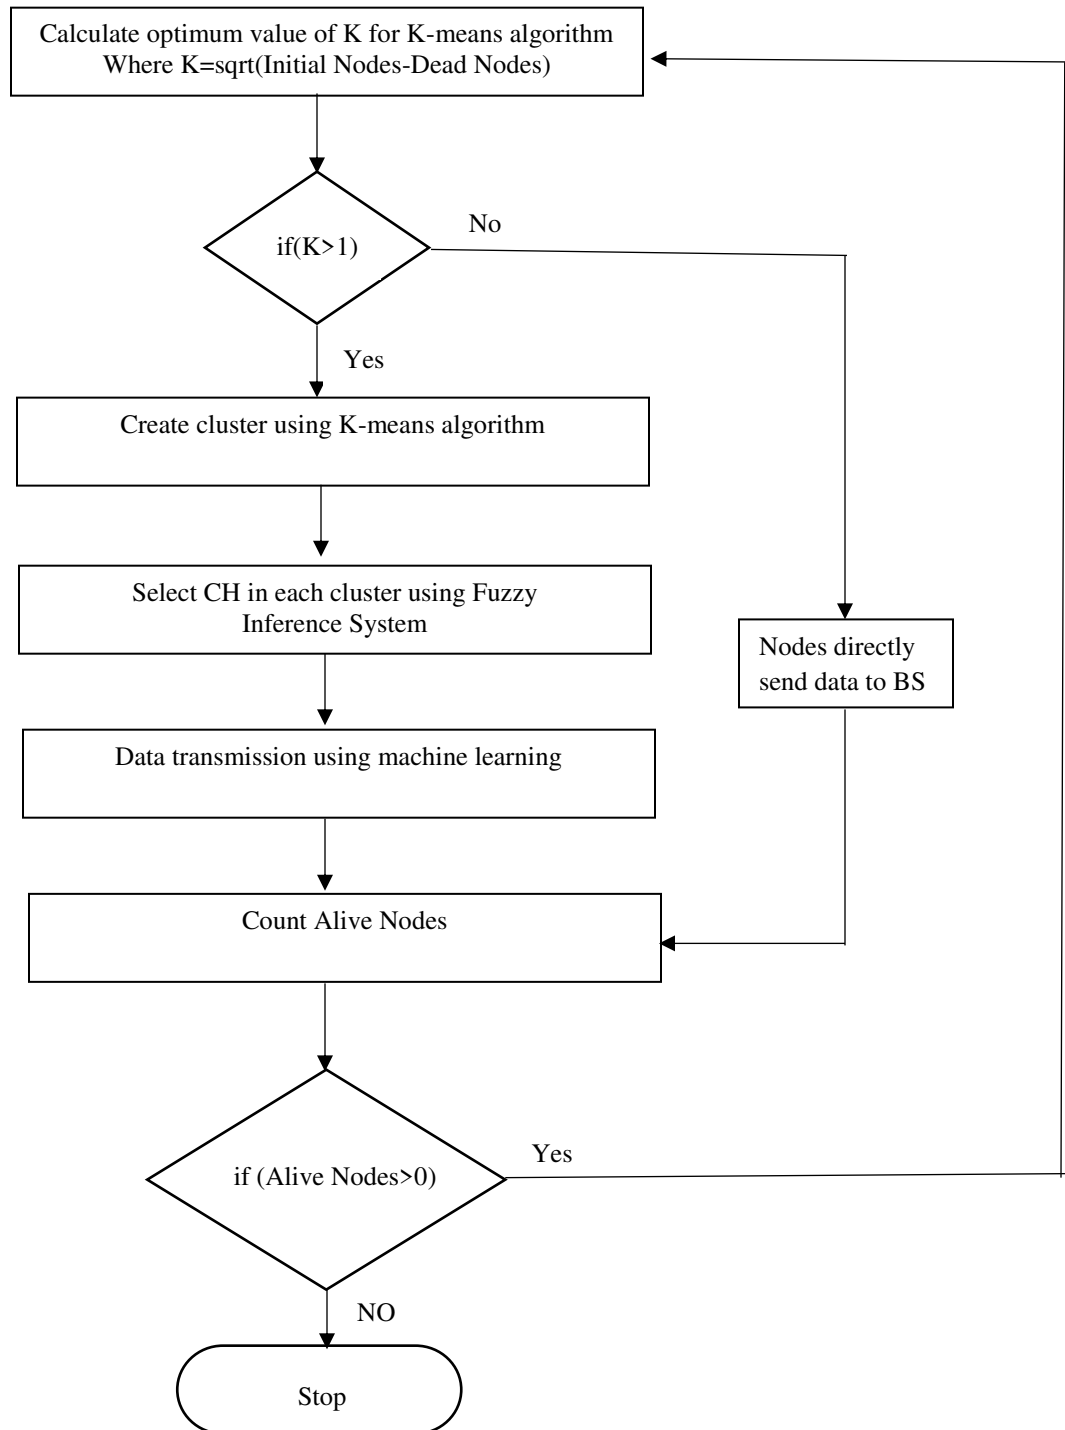 Calculate optimum value of K for K-means algorithm
Where K=sqrt(Initial Nodes-Dead Nodes)
if(K>1)
No
Yes
Create cluster using K-means algorithm
Select CH in each cluster using Fuzzy
Inference System
Nodes directly
send data to BS
Data transmission using machine learning
Count Alive Nodes
if (Alive Nodes>0)
Yes
NO
Stop